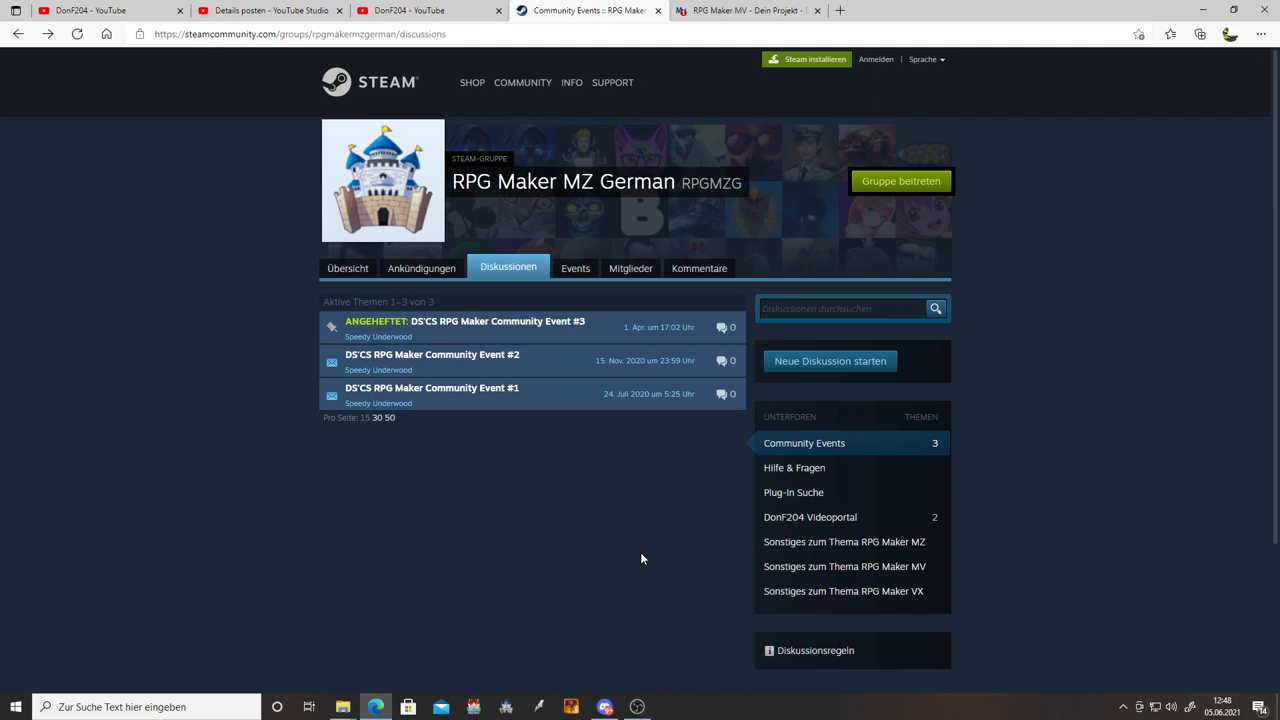 DonF204 - YouTube
Details posten - YouTube Studio
DonF204 - YouTube
Community Events :: RPG Maker
RPG Maker MV - Dein Projekt - E
https://steamcommunity.com/groups/rpgmakermzgerman/discussions
Steam installieren
Anmelden | Sprache
STEAM
SHOP COMMUNITY INFO SUPPORT
STEAM-GRUPPE
RPG Maker MZ German RPGMZG
Gruppe beitreten
Übersicht Ankündigungen Diskussionen Events Mitglieder Kommentare
Aktive Themen 1–3 von 3
ANGEHEFTET: DS'CS RPG Maker Community Event #3
Speedy Underwood
1. Apr. um 17:02 Uhr
0
DS'CS RPG Maker Community Event #2
Speedy Underwood
15. Nov. 2020 um 23:59 Uhr
0
DS'CS RPG Maker Community Event #1
Speedy Underwood
24. Juli 2020 um 5:25 Uhr
0
Pro Seite: 15 30 50
Diskussionen durchsuchen
Neue Diskussion starten
UNTERFOREN THEMEN
Community Events 3
Hilfe & Fragen
Plug-In Suche
DonF204 Videoportal 2
Sonstiges zum Thema RPG Maker MZ
Sonstiges zum Thema RPG Maker MV
Sonstiges zum Thema RPG Maker VX
Diskussionsregeln
Zur Suche Text hier eingeben
12:48
05.06.2021